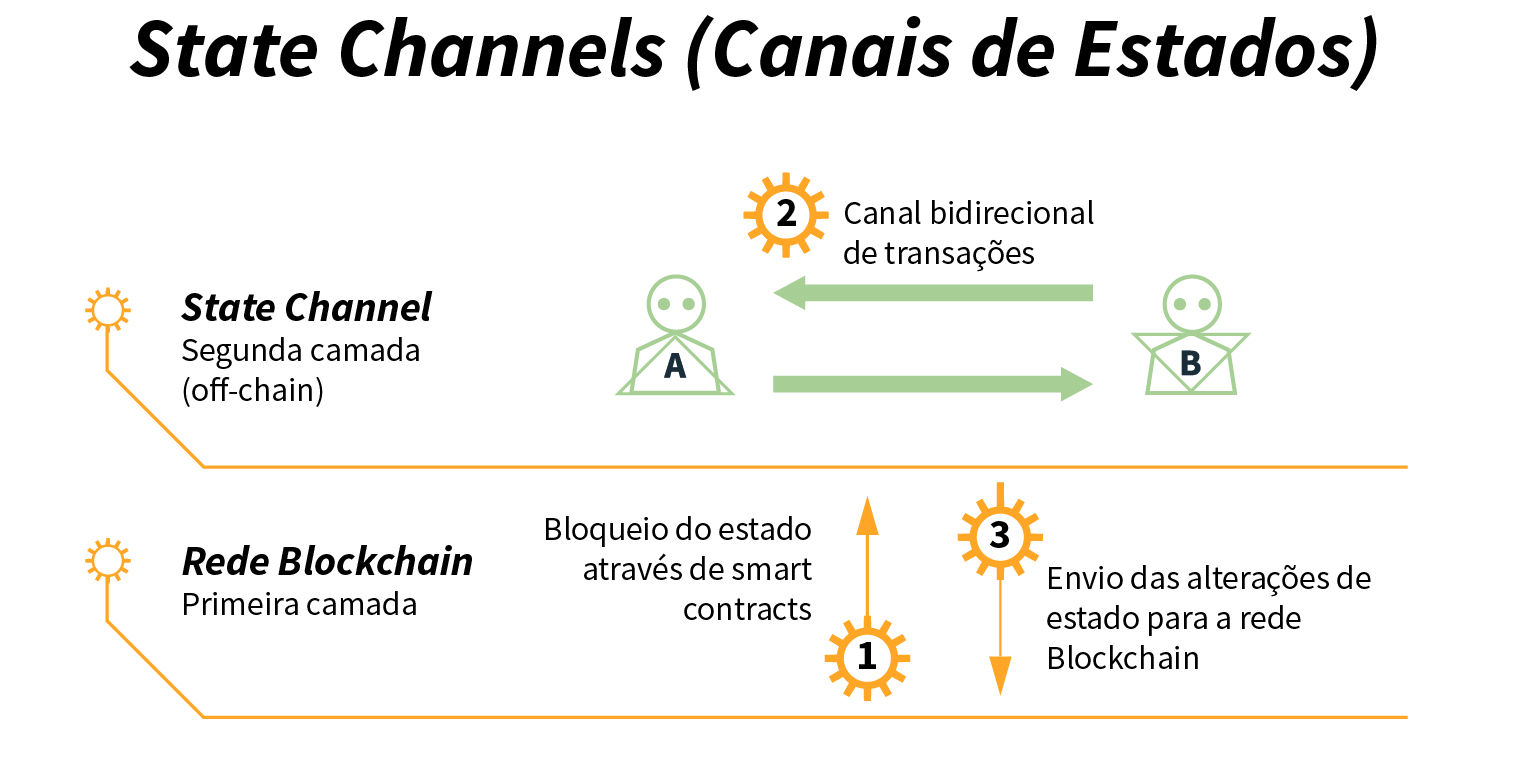 State Channels (Canais de Estados)
2
Canal bidirecional
de transações
State Channel
Segunda camada
(off-chain)
A
B
Rede Blockchain
Primeira camada
Bloqueio do estado
através de smart
contracts
1
3
Envio das alterações de
estado para a rede
Blockchain